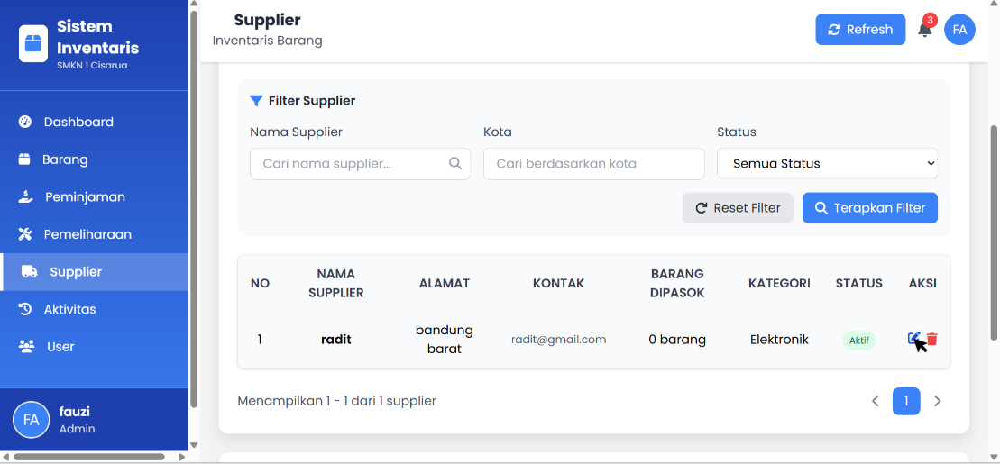 Sistem
Inventaris
SMKN 1 Cisarua
Dashboard
Barang
Peminjaman
Pemeliharaan
Supplier
Aktivitas
User
FA
fauzi
Admin
Supplier
Inventaris Barang
Refresh
3
FA
Filter Supplier
Nama Supplier
Kota
Status
Cari nama supplier...
Cari berdasarkan kota
Semua Status
Reset Filter
Terapkan Filter
NO
NAMA
SUPPLIER
ALAMAT
KONTAK
BARANG
DIPASOK
KATEGORI
STATUS
AKSI
1
radit
bandung
barat
radit@gmail.com
0 barang
Elektronik
Aktif
Menampilkan 1 - 1 dari 1 supplier
1